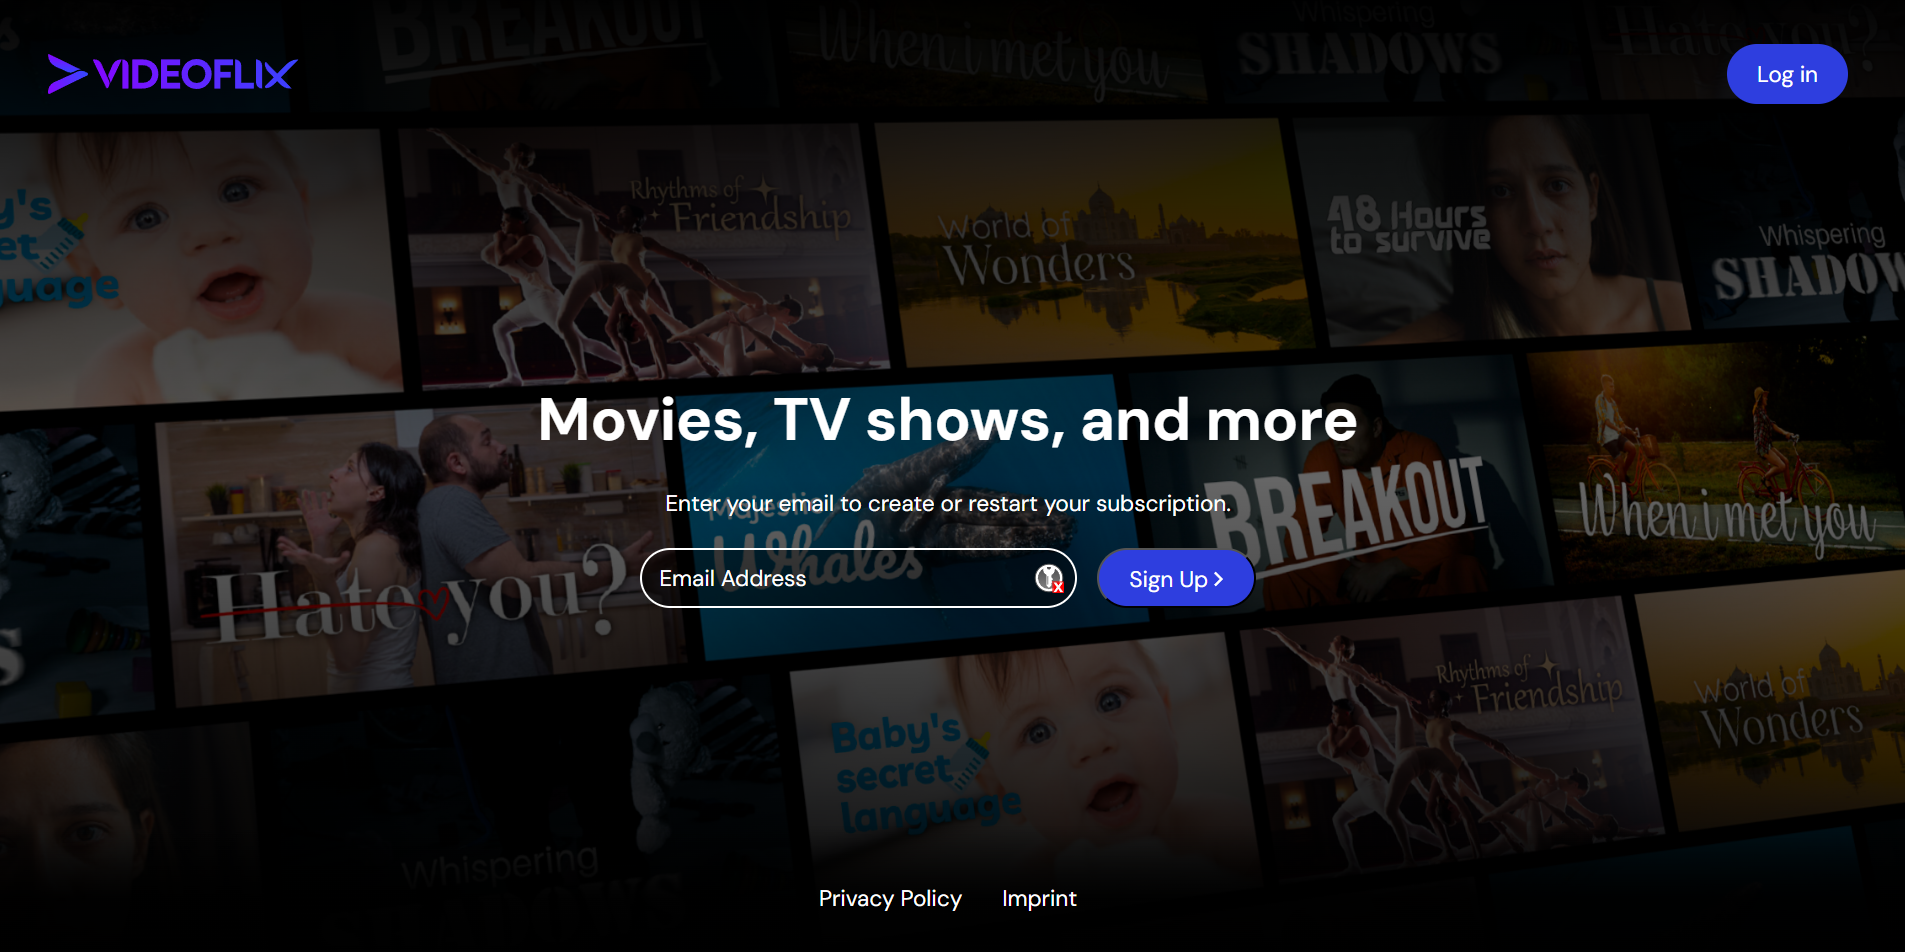 BREAKOUT
When i met you
Whispering
SHADOWS
Hate you?
VIDEOFLIX
Log in
Rhythms of
Friendship
World of
Wonders
48 Hours
to survive
Whispering
SHADOW
y's
et
guage
Movies, TV shows, and more
Enter your email to create or restart your subscription.
Majestic
Whales
BREAKOUT
When i met you
Hate you?
Email Address
x
Sign Up
S
Rhythms of
Friendship
World of
Wonders
Baby's
secret
language
Whispering
SHADOWS
Privacy Policy
Imprint